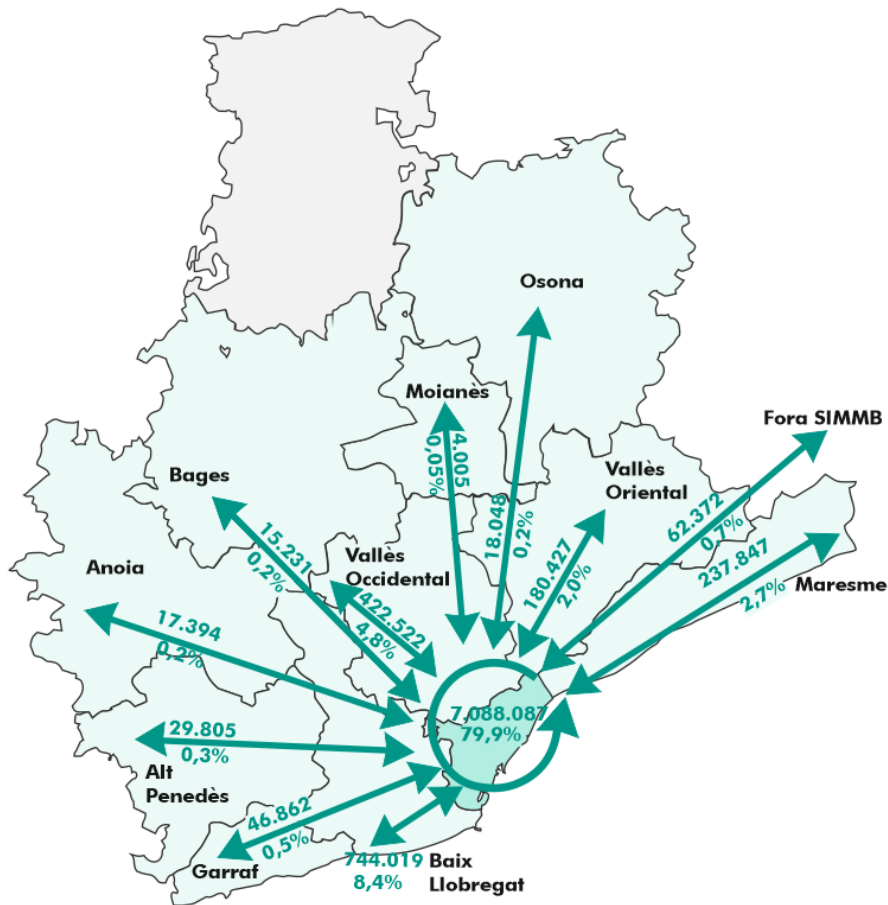 Osona
Moianès
4.005
0,05%
18.048
0,2%
Fora SIMMB
62.372
0,7%
Vallès
Oriental
180.427
2,0%
237.847
2,7%
Maresme
Bages
15.231
0,2%
Vallès
Occidental
422.522
4,8%
Anoia
17.394
0,2%
7.088.087
79,9%
29.805
0,3%
Alt
Penedès
46.862
0,5%
Garraf
744.019
8,4%
Baix
Llobregat